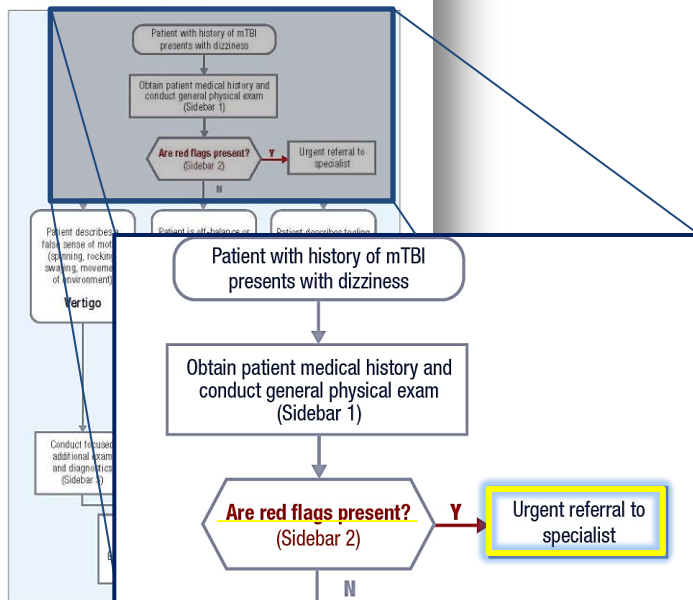 Patient with history of mTBI
presents with dizziness
Obtain patient medical history and
conduct general physical exam
(Sidebar 1)
Are red flags present?
(Sidebar 2)
Y
Urgent referral to
specialist
N
Patient describes
false sense of
(spinning, rocking
swaying,
of environment)
Vertigo
Patient is off-balance or
Patient describes feeling
Conduct focused
additional exam
and diagnostics
(Sidebar
Patient with history of mTBI
presents with dizziness
Obtain patient medical history and
conduct general physical exam
(Sidebar 1)
Are red flags present?
(Sidebar 2)
Y
Urgent referral to
specialist
N